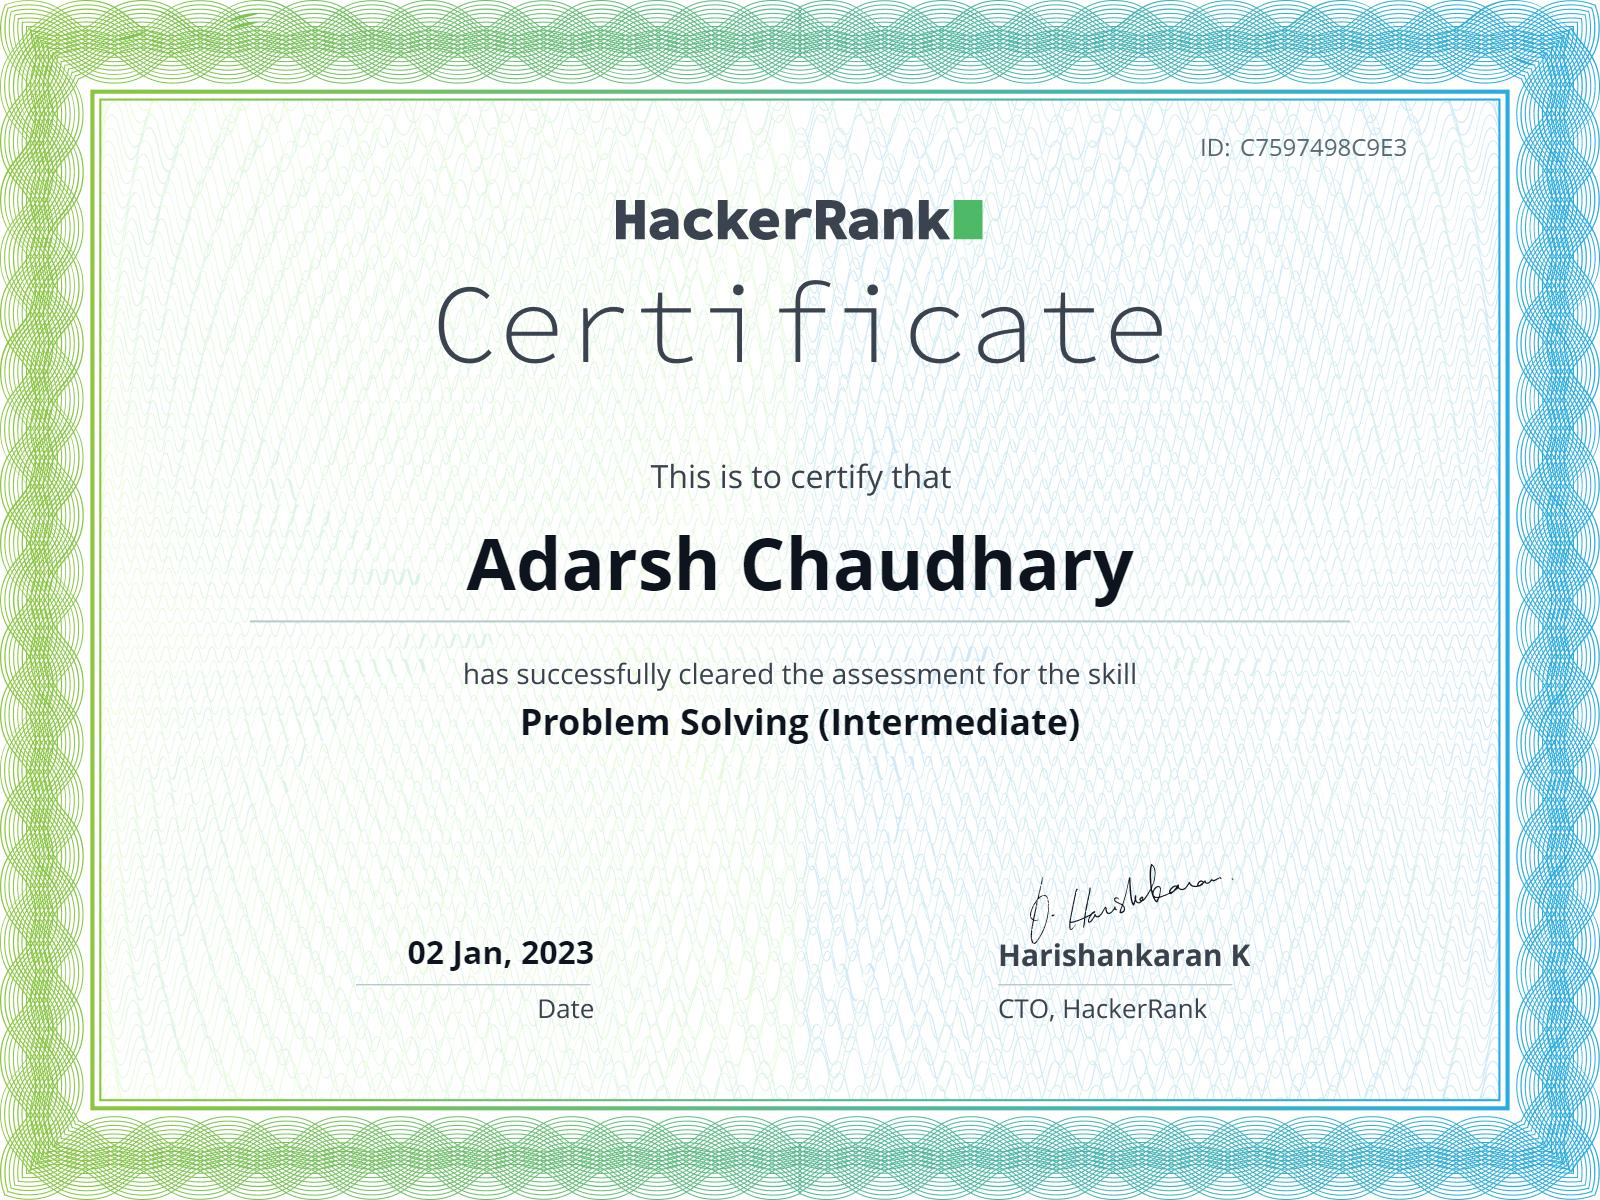 ID: C7597498C9E3
HackerRank
Certificate
This is to certify that
Adarsh Chaudhary
has successfully cleared the assessment for the skill
Problem Solving (Intermediate)
02 Jan, 2023
Date
Harishankaran
Harishankaran K
CTO, HackerRank